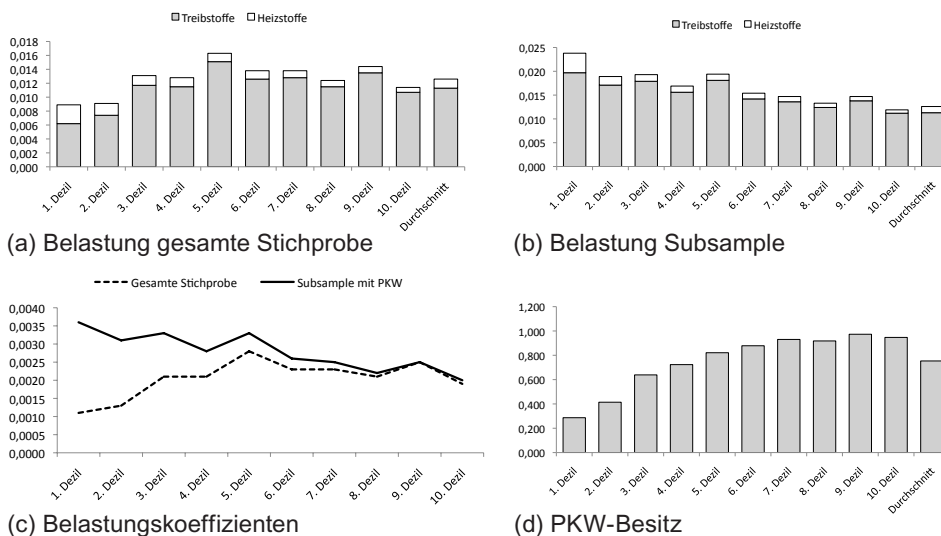 Treibstoffe Heizstoffe
0,018
0,016
0,014
0,012
0,010
0,008
0,006
0,004
0,002
0,000
1. Dezil 2. Dezil 3. Dezil 4. Dezil 5. Dezil 6. Dezil 7. Dezil 8. Dezil 9. Dezil 10. Dezil Durchschnitt
(a) Belastung gesamte Stichprobe
Treibstoffe Heizstoffe
0,025
0,020
0,015
0,010
0,005
0,000
1. Dezil 2. Dezil 3. Dezil 4. Dezil 5. Dezil 6. Dezil 7. Dezil 8. Dezil 9. Dezil 10. Dezil Durchschnitt
(b) Belastung Subsample
Gesamte Stichprobe Subsample mit PKW
0,0040
0,0035
0,0030
0,0025
0,0020
0,0015
0,0010
0,0005
0,0000
1. Dezil 2. Dezil 3. Dezil 4. Dezil 5. Dezil 6. Dezil 7. Dezil 8. Dezil 9. Dezil 10. Dezil
(c) Belastungskoeffizienten
1,200
1,000
0,800
0,600
0,400
0,200
0,000
1. Dezil 2. Dezil 3. Dezil 4. Dezil 5. Dezil 6. Dezil 7. Dezil 8. Dezil 9. Dezil 10. Dezil Durchschnitt
(d) PKW-Besitz